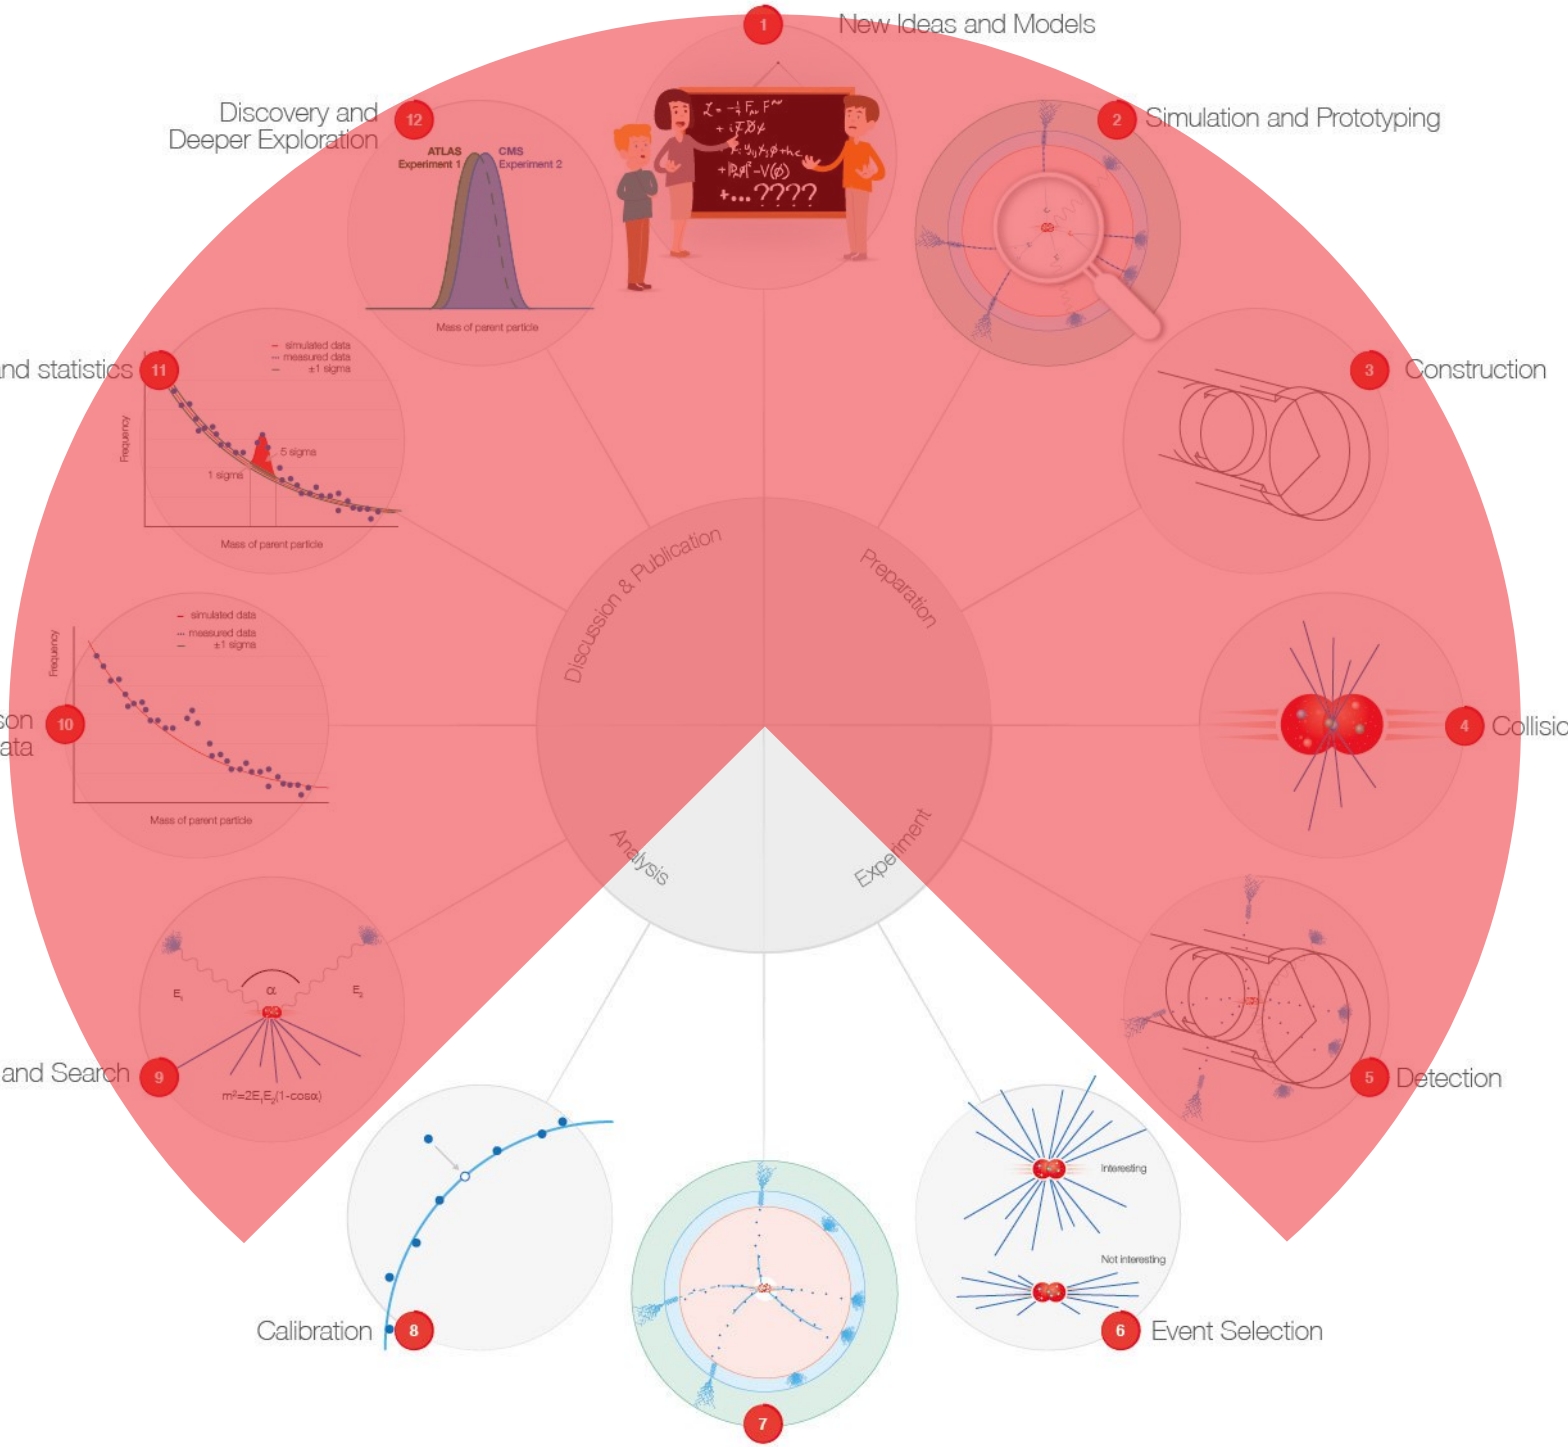 1
New Ideas and Models
Discovery and
Deeper Exploration
12
2
Simulation and Prototyping
ATLAS
Experiment 1
CMS
Experiment 2
+...????
Mass of parent particle
and statistics
11
simulated data
measured data
±1 sigma
Frequency
5 sigma
1 sigma
Mass of parent particle
3
Construction
Discussion & Publication
Preparation
simulated data
measured data
±1 sigma
Frequency
10
Mass of parent particle
4
Analysis
Experiment
E₁
α
E₂
and Search
9
m²=2E₁E₂(1-cosα)
5
Detection
Interesting
Not interesting
Calibration
8
6
Event Selection
7